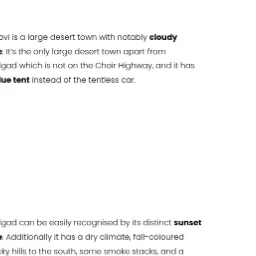 ovi is a large desert town with notably cloudy
e. It's the only large desert town apart from
gad which is not on the Choir Highway, and it has
lue tent instead of the tentless car.
igad can be easily recognised by its distinct sunset
e. Additionally it has a dry climate, fall-coloured
ky hills to the south, some smoke stacks, and a